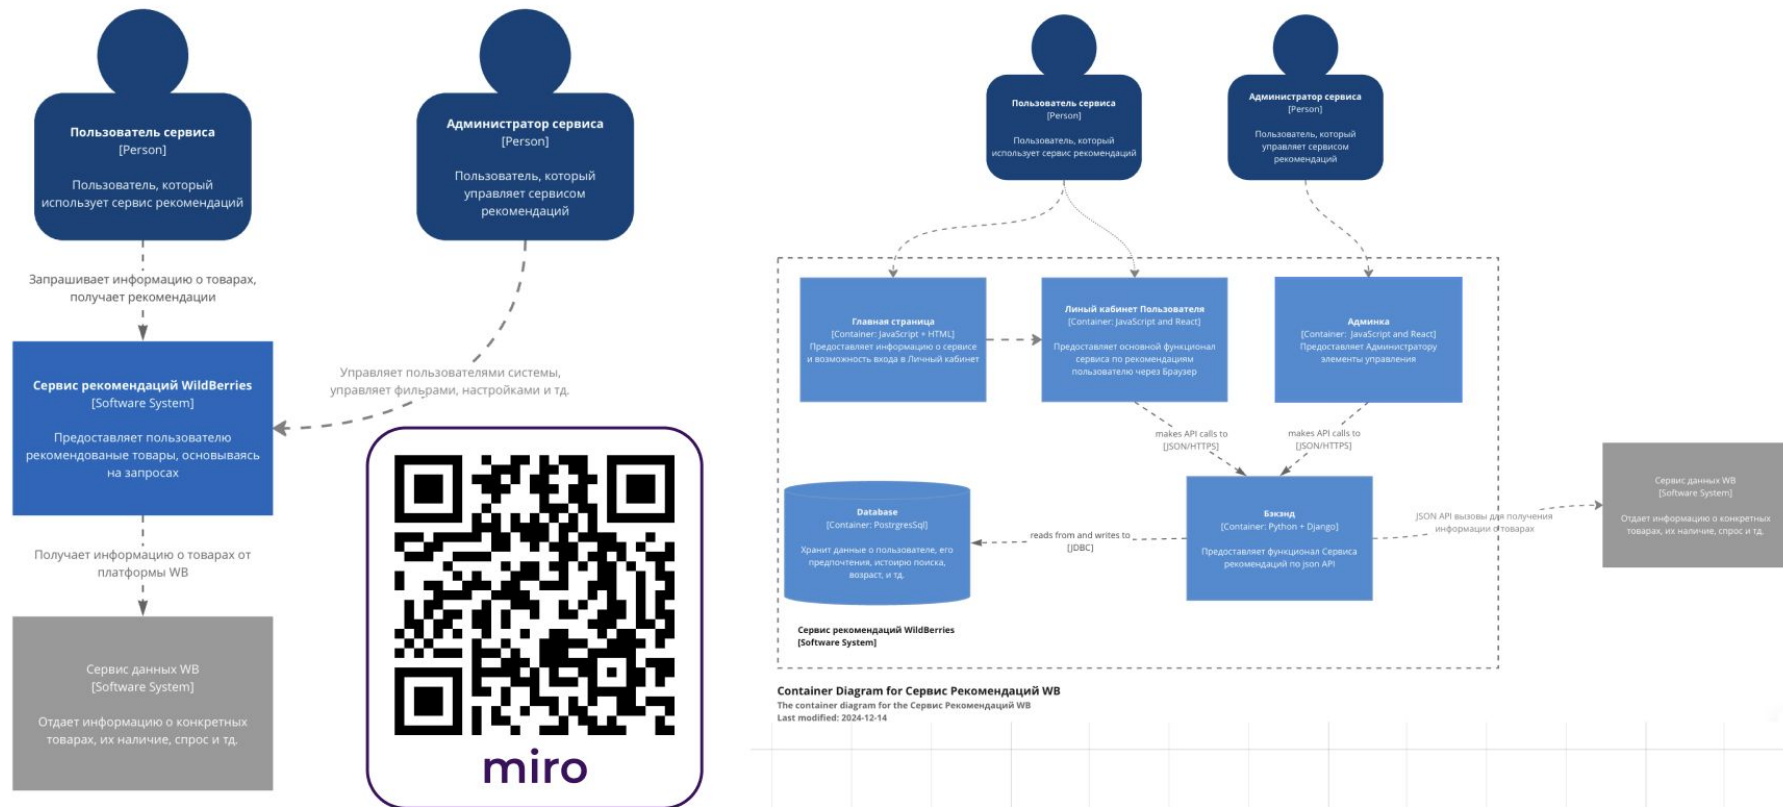 Пользователь сервиса
[Person]
Пользователь, который
использует сервис рекомендаций
Администратор сервиса
[Person]
Пользователь, который
управляет сервисом
рекомендаций
Запрашивает информацию о товарах,
получает рекомендации
Управляет пользователями системы,
управляет фильрами, настройками и тд.
Сервис рекомендаций WildBerries
[Software System]
Предоставляет пользователю
рекомендованые товары, основываясь
на запросах
Получает информацию о товарах от
платформы WB
Сервис данных WB
[Software System]
Отдает информацию о конкретных
товарах, их наличие, спрос и тд.
miro
Пользователь сервиса
[Person]
Пользователь, который
использует сервис рекомендаций
Администратор сервиса
[Person]
Пользователь, который
управляет сервисом
рекомендаций
Главная страница
[Container: JavaScript + HTML]
Предоставляет информацию о сервисе
и возможность входа в Личный кабинет
Линый кабинет Пользователя
[Container: JavaScript and React]
Предоставляет основной функционал
сервиса по рекомендациям
пользователю через Браузер
Админка
[Container: JavaScript and React]
Предоставляет Администратору
элементы управления
makes API calls to
[JSON/HTTPS]
makes API calls to
[JSON/HTTPS]
Database
[Container: PostrgresSql]
Хранит данные о пользователе, его
предпочтения, истоирю поиска,
возраст, и тд.
reads from and writes to
[JDBC]
Бэкэнд
[Container: Python + Django]
Предоставляет функционал Сервиса
рекомендаций по json API
JSON API вызовы для получения
информации о товарах
Сервис данных WB
[Software System]
Отдает информацию о конкретных
товарах, их наличие, спрос и тд.
Сервис рекомендаций WildBerries
[Software System]
Container Diagram for Сервис Рекомендаций WB
The container diagram for the Сервис Рекомендаций WB
Last modified: 2024-12-14